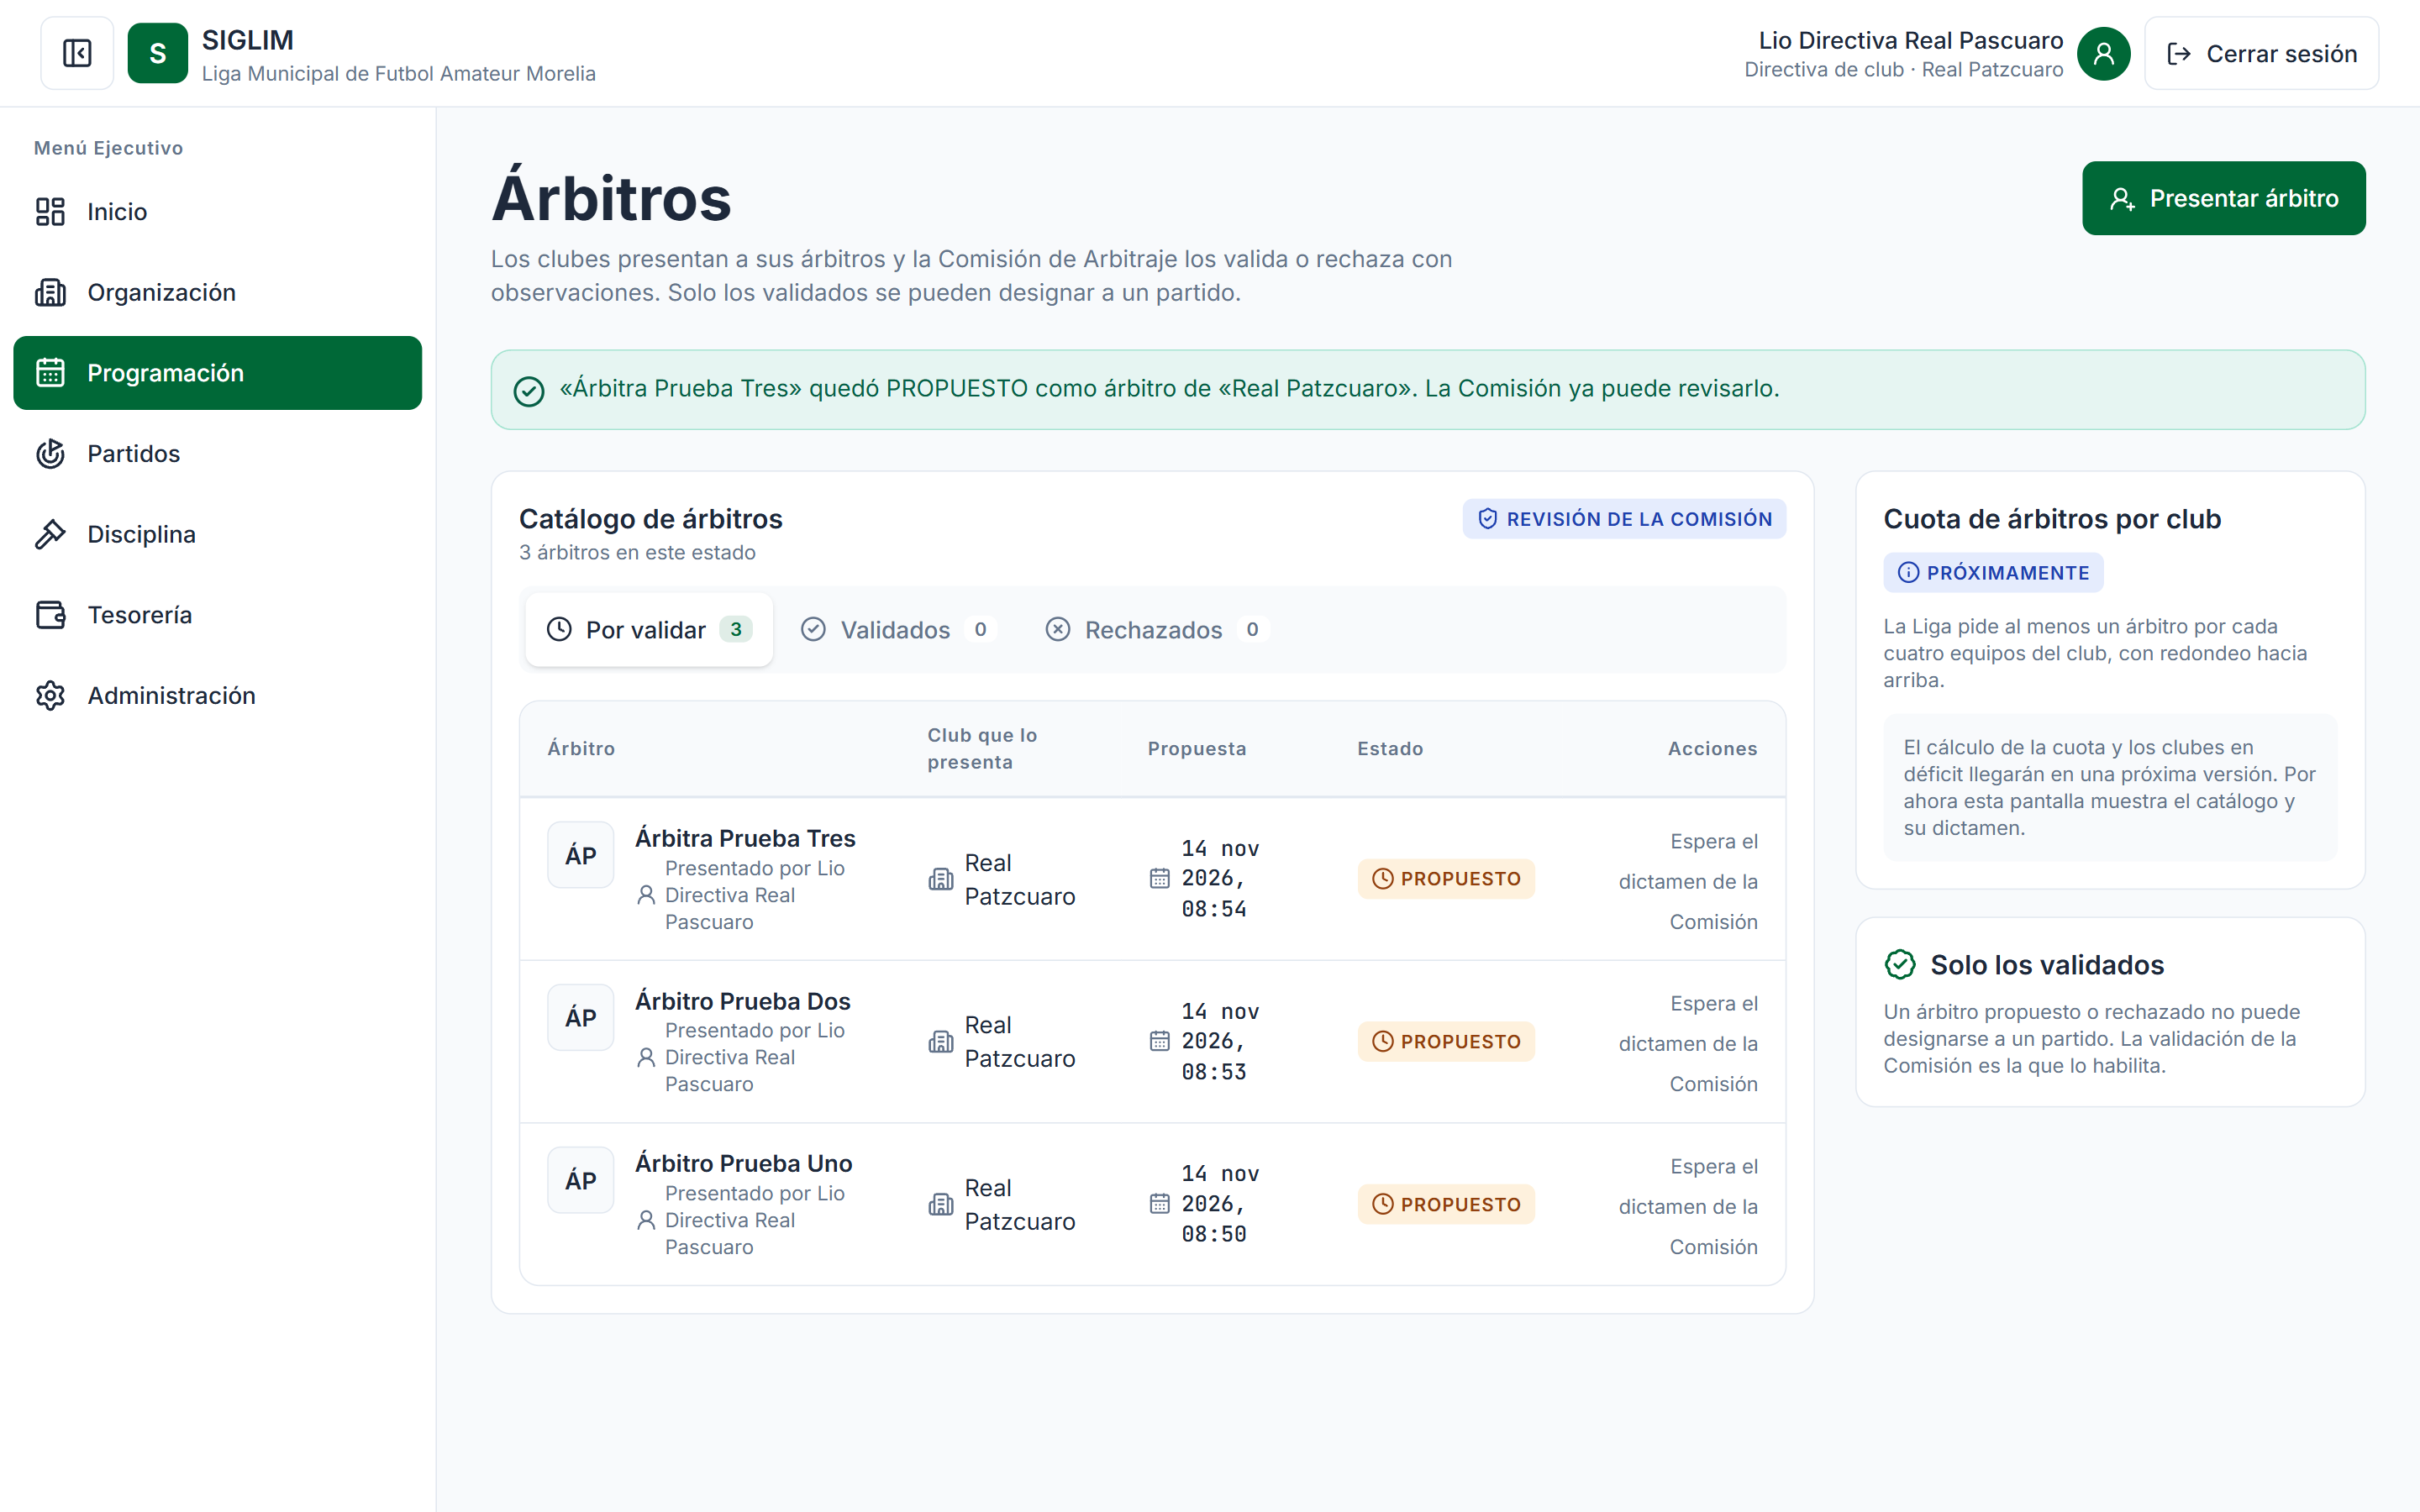 S
SIGLIM
Liga Municipal de Futbol Amateur Morelia
Lio Directiva Real Pascuaro
Directiva de club · Real Patzcuaro
Cerrar sesión
Menú Ejecutivo
Inicio
Organización
Programación
Partidos
Disciplina
Tesorería
Administración
Árbitros
Presentar árbitro
Los clubes presentan a sus árbitros y la Comisión de Arbitraje los valida o rechaza con
observaciones. Solo los validados se pueden designar a un partido.
«Árbitra Prueba Tres» quedó PROPUESTO como árbitro de «Real Patzcuaro». La Comisión ya puede revisarlo.
Catálogo de árbitros
3 árbitros en este estado
REVISIÓN DE LA COMISIÓN
Por validar 3
Validados 0
Rechazados 0
Árbitro
Club que lo
presenta
Propuesta
Estado
Acciones
ÁP
Árbitra Prueba Tres
Presentado por Lio
Directiva Real
Pascuaro
Real
Patzcuaro
14 nov
2026,
08:54
PROPUESTO
Espera el
dictamen de la
Comisión
ÁP
Árbitro Prueba Dos
Presentado por Lio
Directiva Real
Pascuaro
Real
Patzcuaro
14 nov
2026,
08:53
PROPUESTO
Espera el
dictamen de la
Comisión
ÁP
Árbitro Prueba Uno
Presentado por Lio
Directiva Real
Pascuaro
Real
Patzcuaro
14 nov
2026,
08:50
PROPUESTO
Espera el
dictamen de la
Comisión
Cuota de árbitros por club
PRÓXIMAMENTE
La Liga pide al menos un árbitro por cada
cuatro equipos del club, con redondeo hacia
arriba.
El cálculo de la cuota y los clubes en
déficit llegarán en una próxima versión. Por
ahora esta pantalla muestra el catálogo y
su dictamen.
Solo los validados
Un árbitro propuesto o rechazado no puede
designarse a un partido. La validación de la
Comisión es la que lo habilita.